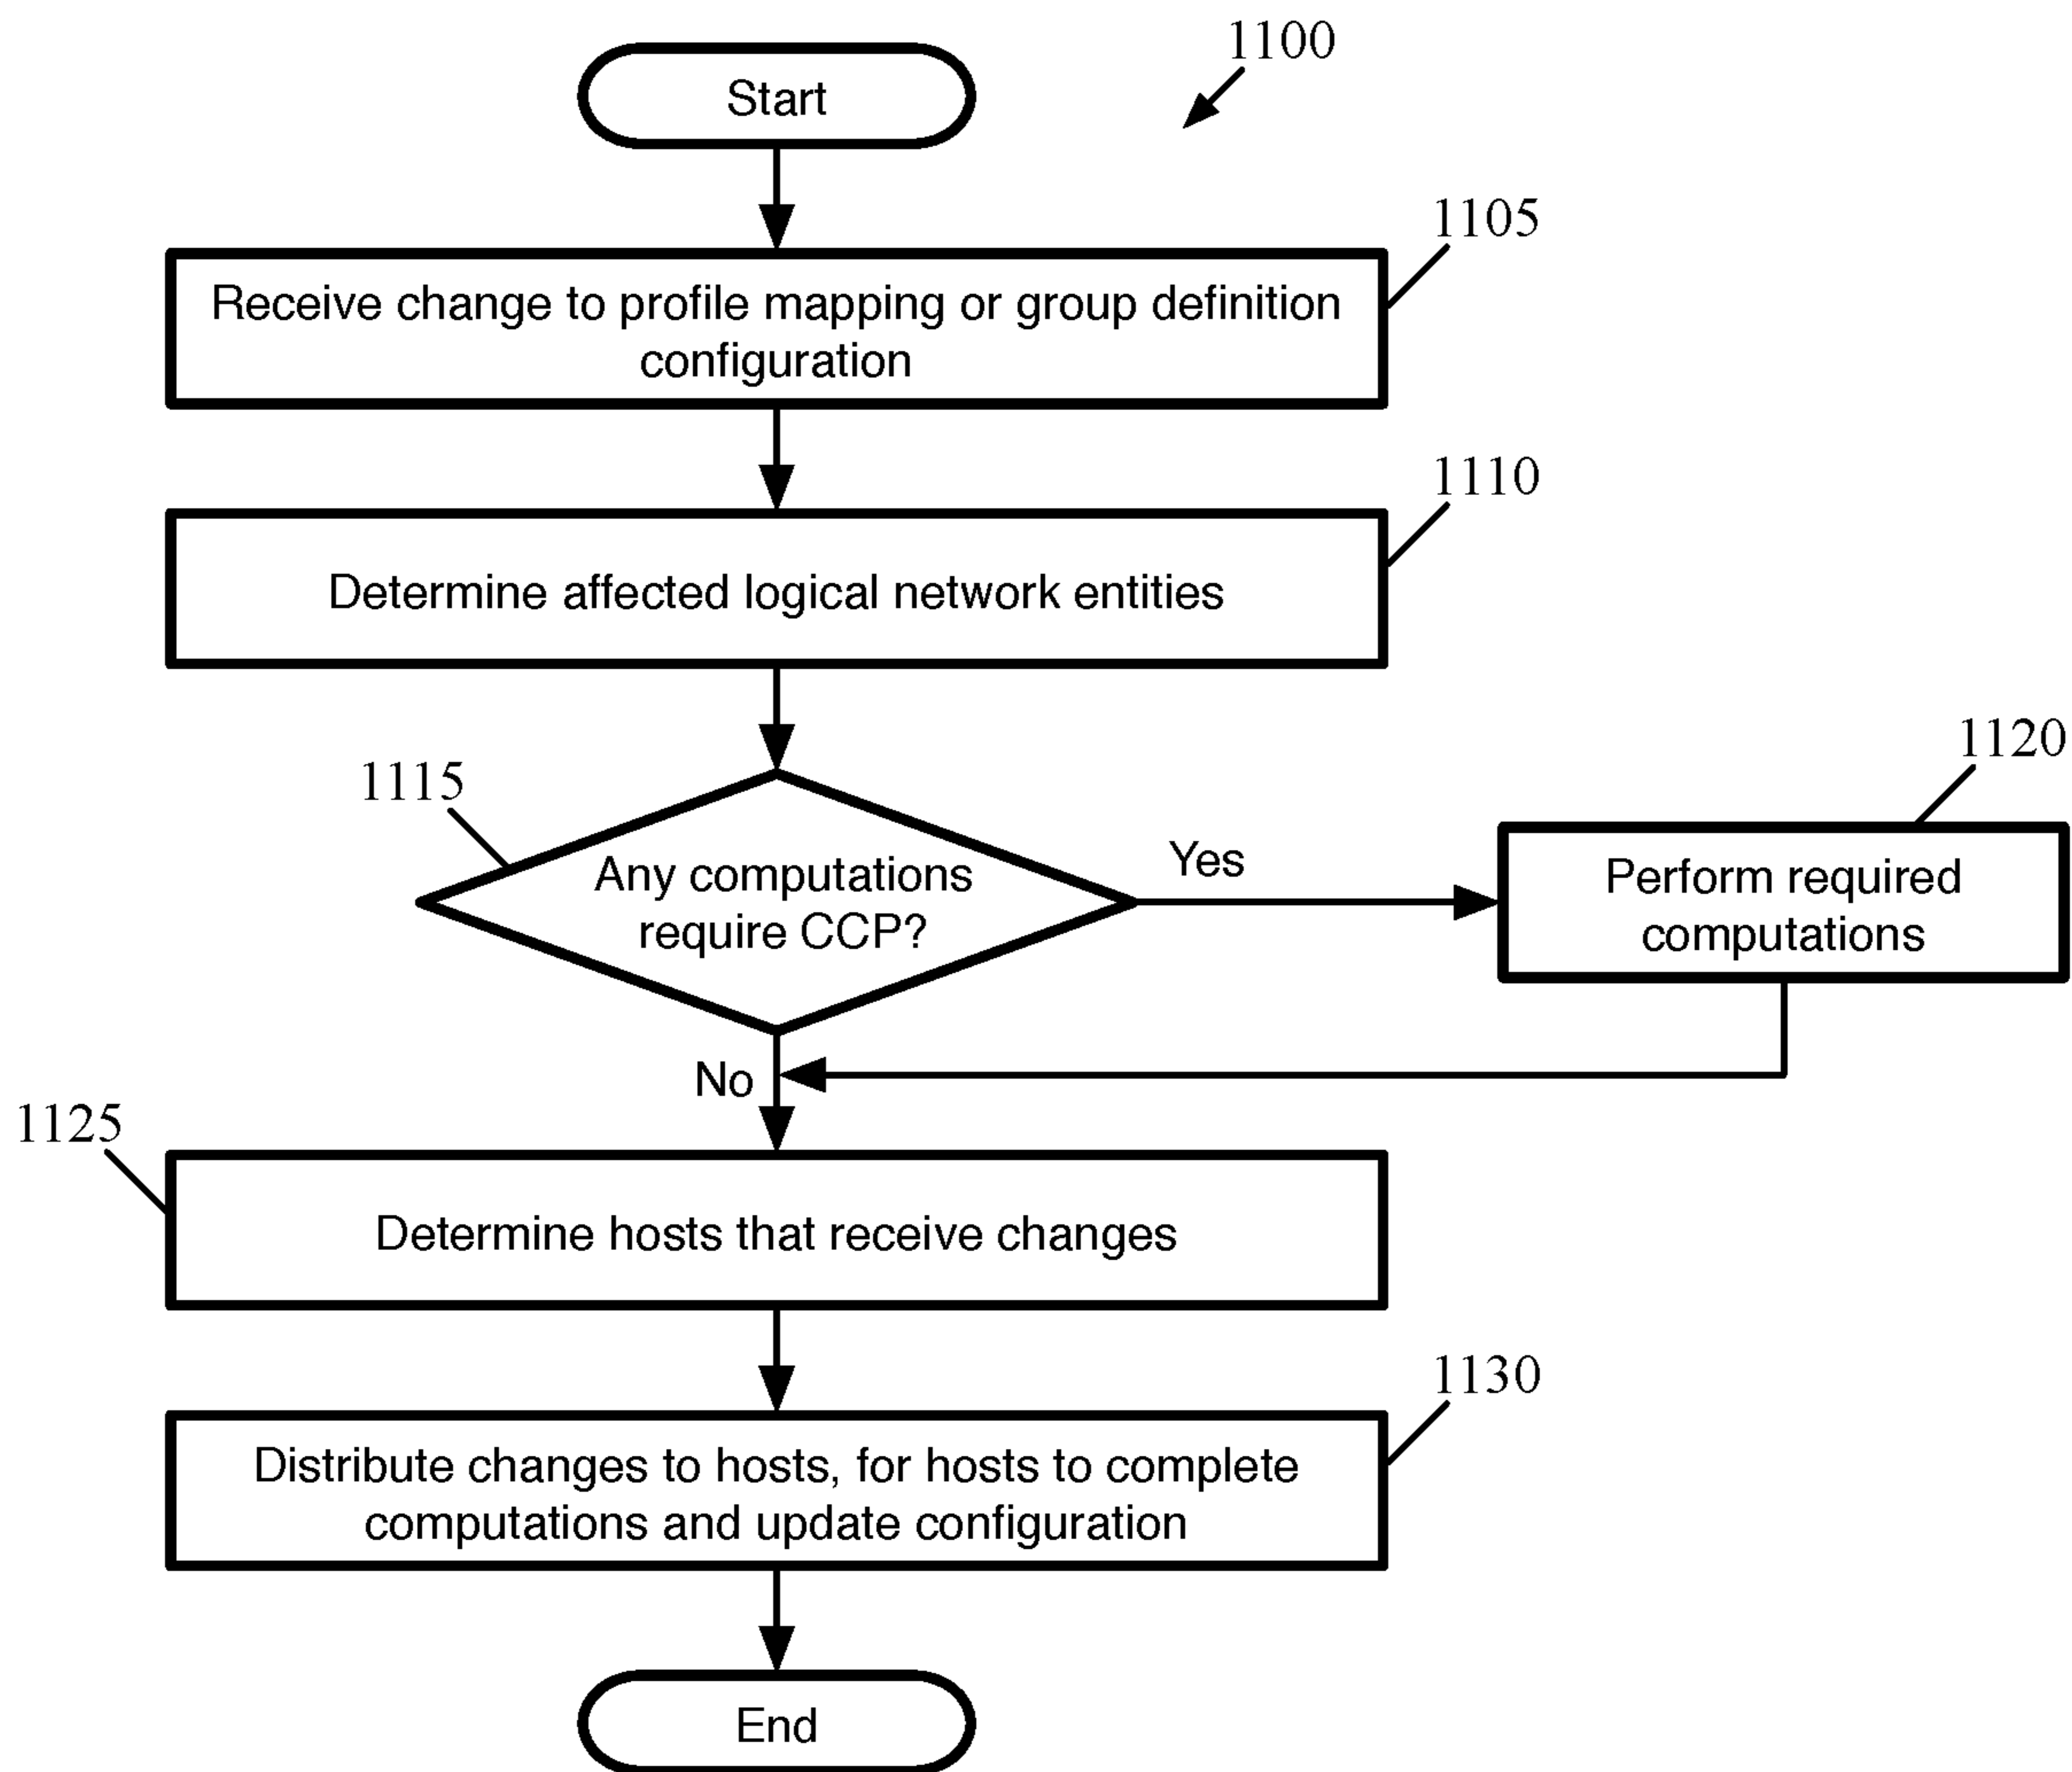 1100
Start
1105
Receive change to profile mapping or group definition
configuration
1110
Determine affected logical network entities
1115
Any computations
require CCP?
Yes
1120
Perform required
computations
No
1125
Determine hosts that receive changes
1130
Distribute changes to hosts, for hosts to complete
computations and update configuration
End